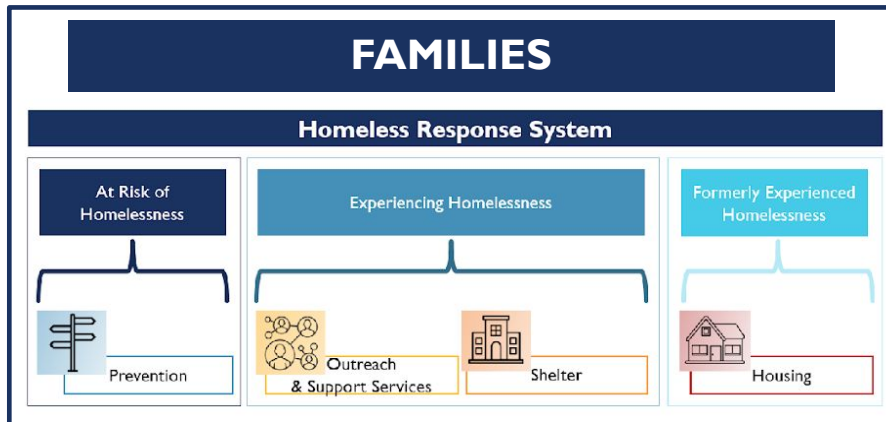 FAMILIES
Homeless Response System
At Risk of
Homelessness
Experiencing Homelessness
Formerly Experienced
Homelessness
Prevention
Outreach
& Support Services
Shelter
Housing